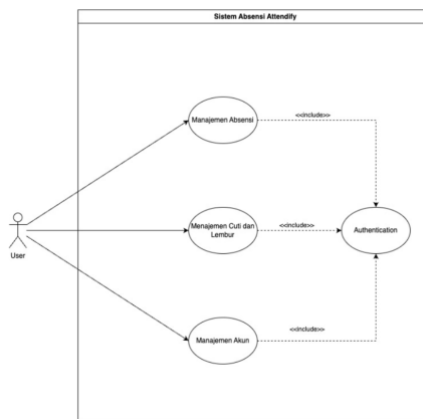 Sistem Absensi Attendify
Manajemen Absensi
<<include>>
User
Menajemen Cuti dan
Lembur
<<include>>
Authentication
Manajemen Akun
<<include>>